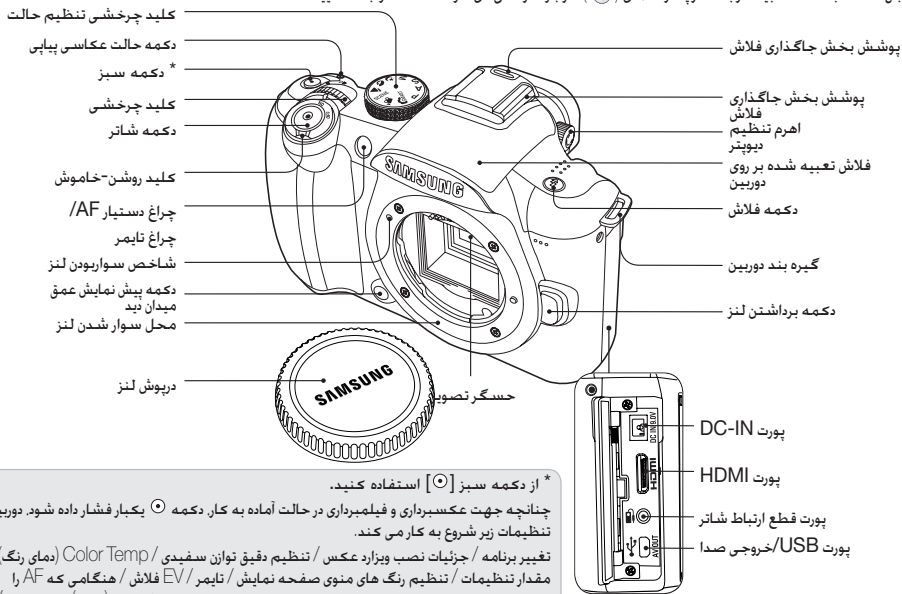 کلید چرخشی تنظیم حالت
دکمه حالت عکاسی پیاپی
* دکمه سبز
کلید چرخشی
دکمه شاتر
کلید روشن-خاموش
چراغ دستیار AF/
چراغ تایمر
شاخص سواربودن لنز
دکمه پیش نمایش عمق
میدان دید
محل سوار شدن لنز
درپوش لنز
پوشش بخش جاگذاری فلاش
پوشش بخش جاگذاری
فلاش
اهرم تنظیم
دیوپتر
فلاش تعبیه شده بر روی
دوربین
دکمه فلاش
گیره بند دوربین
دکمه برداشتن لنز
SAMSUNG
SAMSUNG
حسگر تصویر
DC IN 9.0V
HDMI
AV OUT
پورت DC-IN
پورت HDMI
پورت قطع ارتباط شاتر
پورت USB/خروجی صدا
* از دکمه سبز [⊙] استفاده کنید.
چنانچه جهت عکسبرداری و فیلمبرداری در حالت آماده به کار، دکمه ⊙ یکبار فشار داده شود،
تنظیمات زیر شروع به کار می کند.
تغییر برنامه / جزئیات نصب ویزارد عکس / تنظیم دقیق توازن سفیدی / Color Temp (دمای رنگ)
مقدار تنظیمات / تنظیم رنگ های منوی صفحه نمایش / تایمر / EV فلاش / هنگامی که AF را